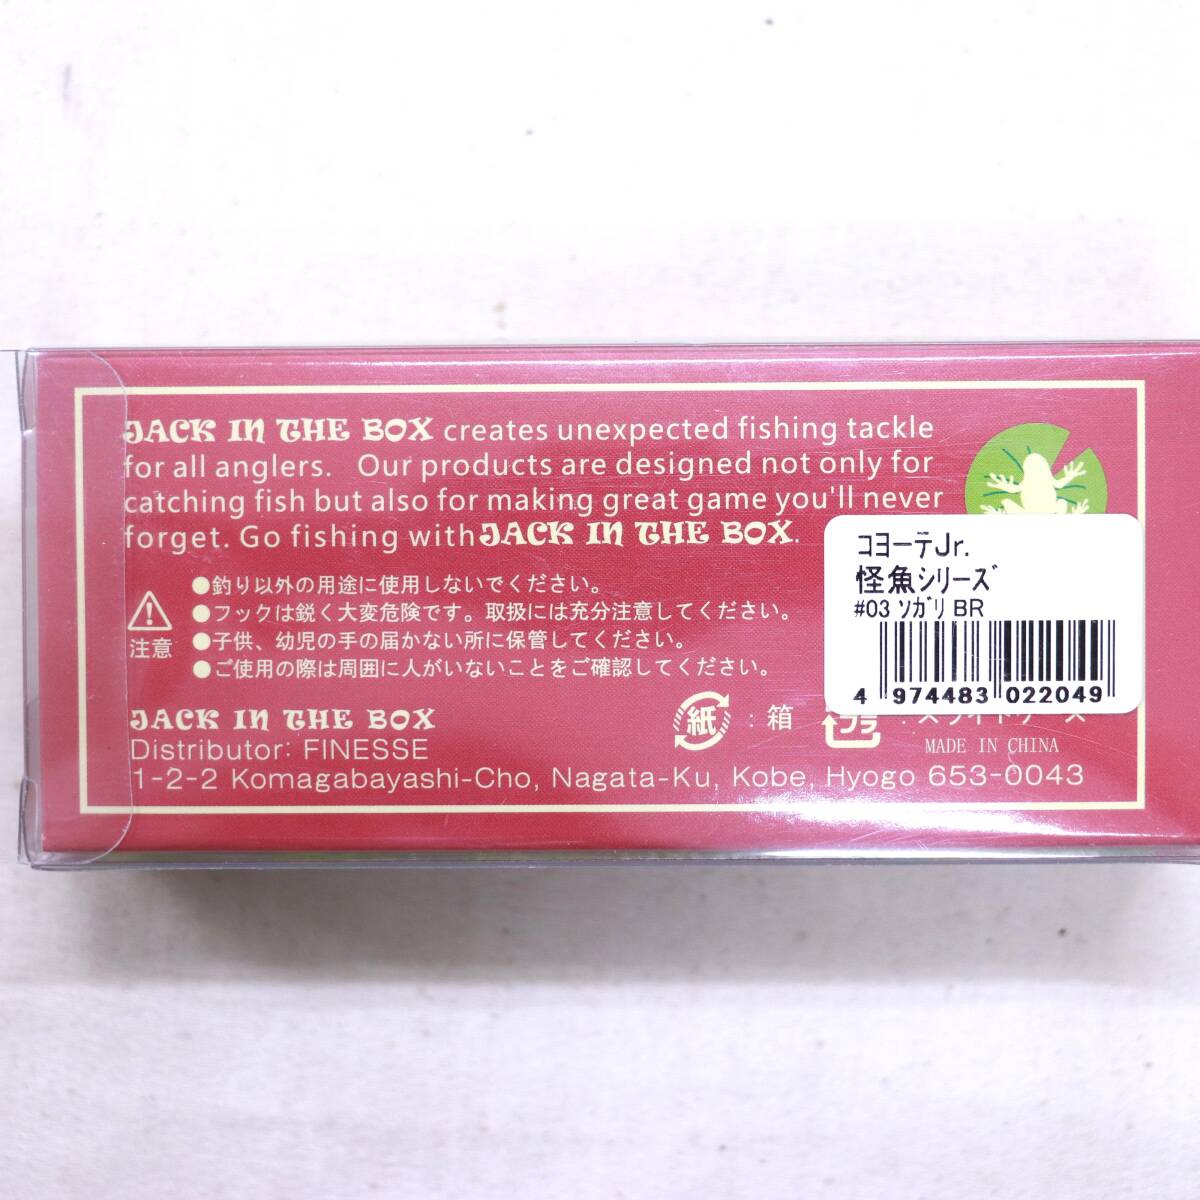 JACK IN THE BOX creates unexpected fishing tackle
for all anglers. Our products are designed not only for
catching fish but also for making great game you'll never
forget. Go fishing with JACK IN THE BOX.
注意
●釣り以外の用途に使用しないでください。
●フックは鋭く大変危険です。取扱には充分注意してください。
●子供、幼児の手の届かない所に保管してください。
●ご使用の際は周囲に人がいないことをご確認してください。
コヨーテJr.
怪魚シリーズ
#03 ソガリ BR
4 974483 022049
JACK IN THE BOX
紙 : 箱
プラ :
Distributor: FINESSE
MADE IN CHINA
1-2-2 Komagabayashi-Cho, Nagata-Ku, Kobe, Hyogo 653-0043